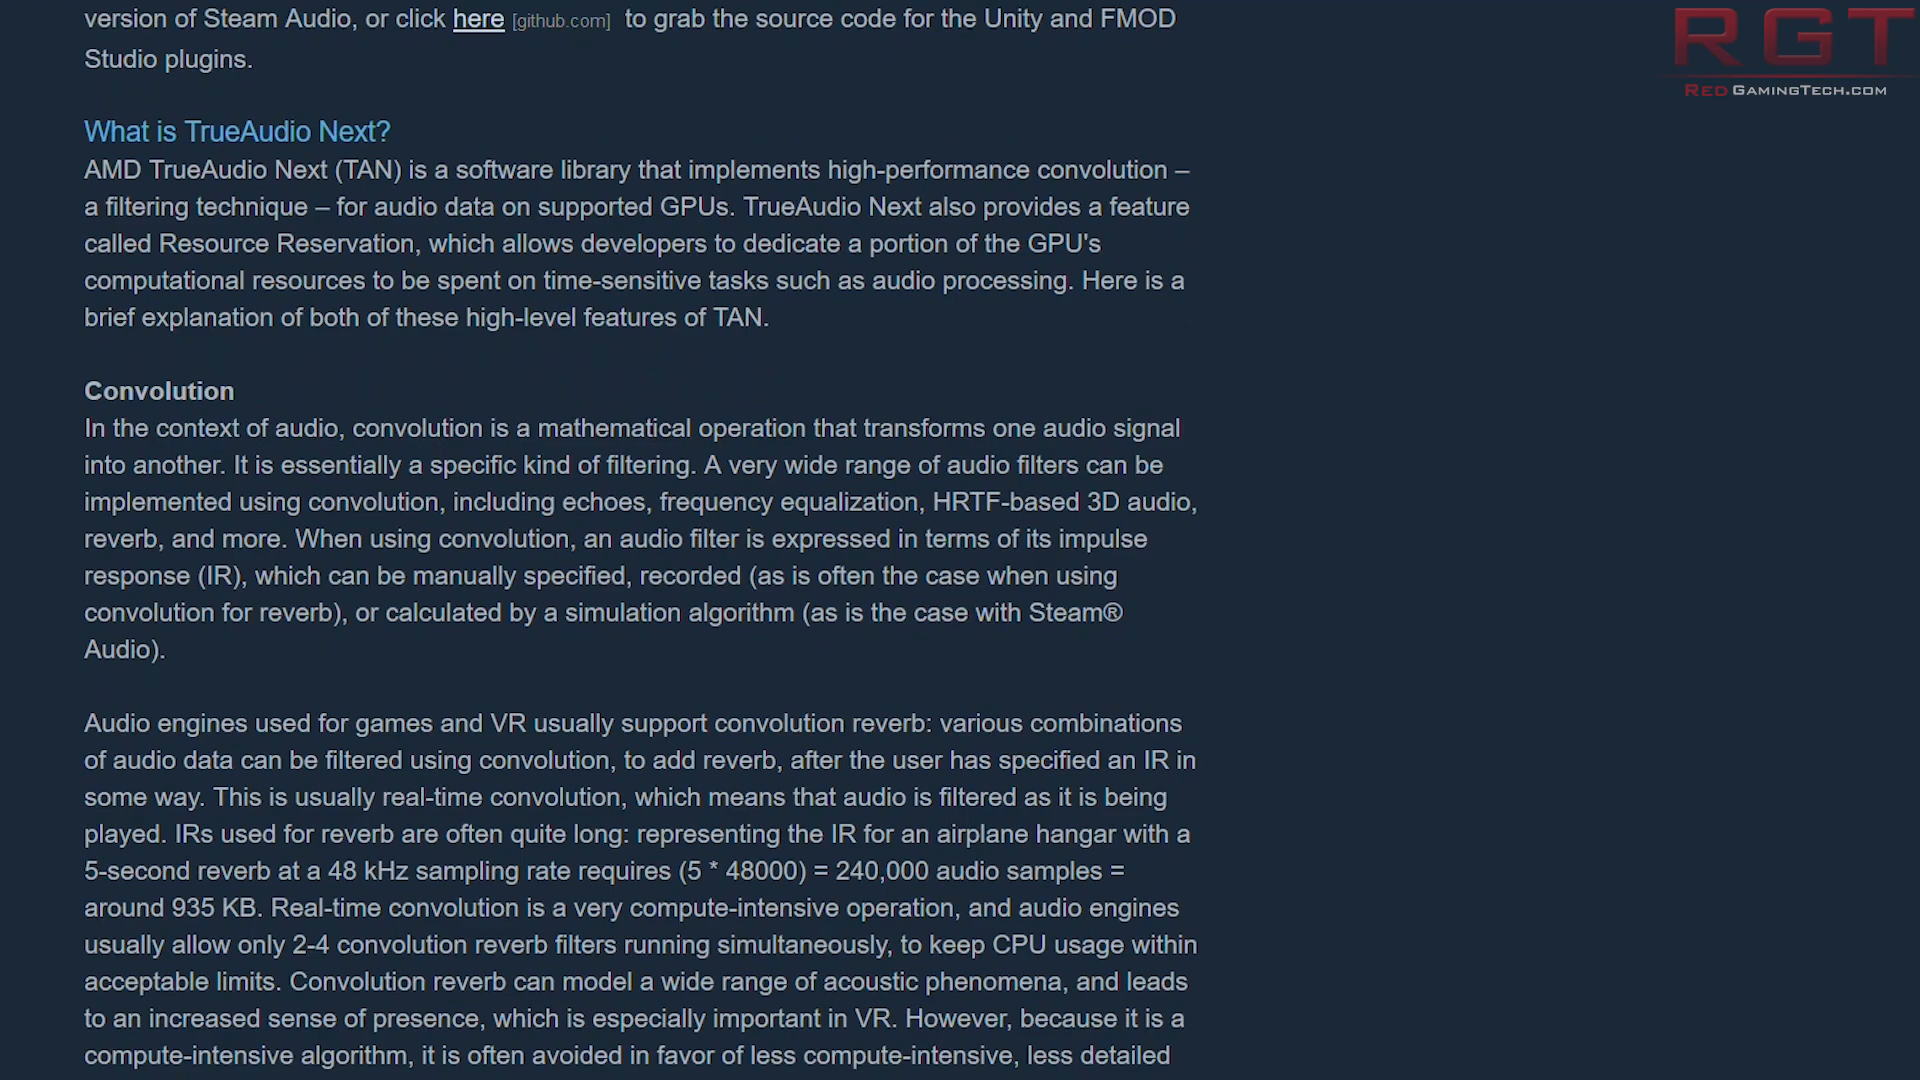 version of Steam Audio, or click here [github.com] to grab the source code for the Unity and FMOD
Studio plugins.
RGT
RedGamingTech.com
What is TrueAudio Next?
AMD TrueAudio Next (TAN) is a software library that implements high-performance convolution –
a filtering technique – for audio data on supported GPUs. TrueAudio Next also provides a feature
called Resource Reservation, which allows developers to dedicate a portion of the GPU's
computational resources to be spent on time-sensitive tasks such as audio processing. Here is a
brief explanation of both of these high-level features of TAN.
Convolution
In the context of audio, convolution is a mathematical operation that transforms one audio signal
into another. It is essentially a specific kind of filtering. A very wide range of audio filters can be
implemented using convolution, including echoes, frequency equalization, HRTF-based 3D audio,
reverb, and more. When using convolution, an audio filter is expressed in terms of its impulse
response (IR), which can be manually specified, recorded (as is often the case when using
convolution for reverb), or calculated by a simulation algorithm (as is the case with Steam®
Audio).
Audio engines used for games and VR usually support convolution reverb: various combinations
of audio data can be filtered using convolution, to add reverb, after the user has specified an IR in
some way. This is usually real-time convolution, which means that audio is filtered as it is being
played. IRs used for reverb are often quite long: representing the IR for an airplane hangar with a
5-second reverb at a 48 kHz sampling rate requires (5 * 48000) = 240,000 audio samples =
around 935 KB. Real-time convolution is a very compute-intensive operation, and audio engines
usually allow only 2-4 convolution reverb filters running simultaneously, to keep CPU usage within
acceptable limits. Convolution reverb can model a wide range of acoustic phenomena, and leads
to an increased sense of presence, which is especially important in VR. However, because it is a
compute-intensive algorithm, it is often avoided in favor of less compute-intensive, less detailed